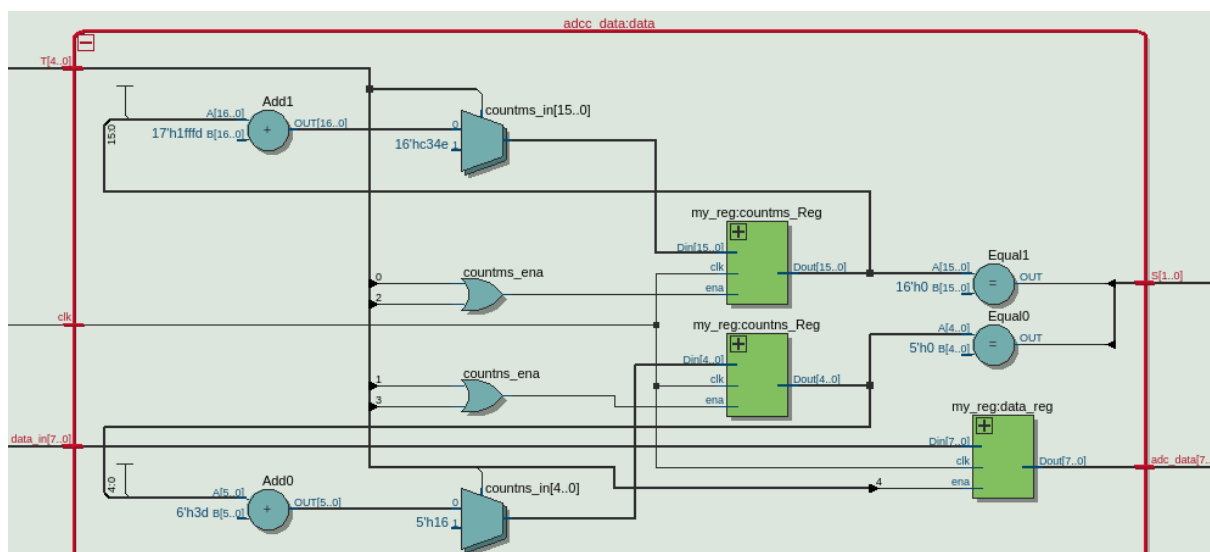 adcc_data:data
T[4..0]
Add1
countms_in[15..0]
15:0
A[16..0]
OUT[16..0]
0
17'h1fffd B[16..0]
16'hc34e 1
my_reg:countms_Reg
Din[15..0]
clk
Dout[15..0]
ena
countms_ena
0
2
Equal1
A[15..0]
OUT
16'h0 B[15..0]
S[1..0]
clk
Equal0
A[4..0]
OUT
5'h0 B[4..0]
my_reg:countns_Reg
Din[4..0]
clk
Dout[4..0]
ena
countns_ena
1
3
my_reg:data_reg
data_in[7..0]
Din[7..0]
clk
Dout[7..0]
adc_data[7..
4
ena
4:0
Add0
countns_in[4..0]
A[5..0]
OUT[5..0]
0
6'h3d B[5..0]
5'h16 1